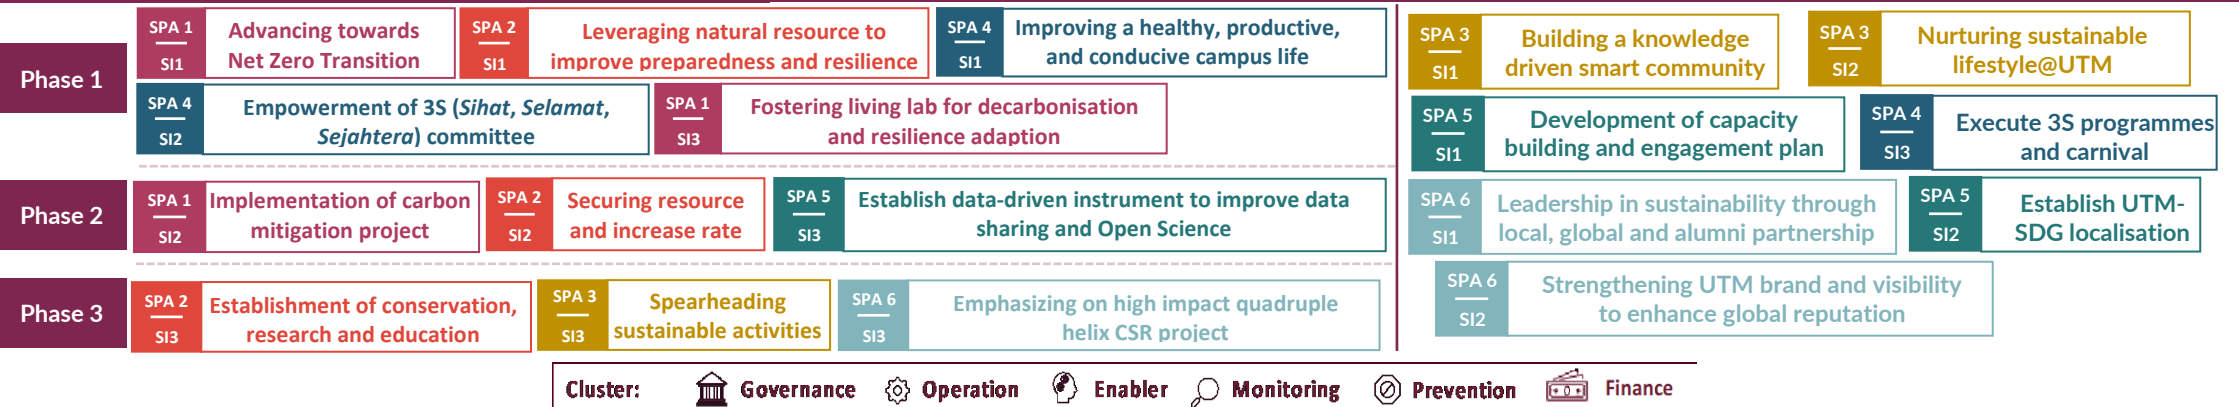 Phase 1
SPA 1
SI1
Advancing towards
Net Zero Transition
SPA 2
SI1
Leveraging natural resource to
improve preparedness and resilience
SPA 4
SI1
Improving a healthy, productive,
and conducive campus life
SPA 4
SI2
Empowerment of 3S (Sihat, Selamat,
Sejahtera) committee
SPA 1
SI3
Fostering living lab for decarbonisation
and resilience adaption
Phase 2
SPA 1
SI2
Implementation of carbon
mitigation project
SPA 2
SI2
Securing resource
and increase rate
SPA 5
SI3
Establish data-driven instrument to improve data
sharing and Open Science
Phase 3
SPA 2
SI3
Establishment of conservation,
research and education
SPA 3
SI3
Spearheading
sustainable activities
SPA 6
SI3
Emphasizing on high impact quadruple
helix CSR project
SPA 3
SI1
Building a knowledge
driven smart community
SPA 3
SI2
Nurturing sustainable
lifestyle@UTM
SPA 5
SI1
Development of capacity
building and engagement plan
SPA 4
SI3
Execute 3S programmes
and carnival
SPA 6
SI1
Leadership in sustainability through
local, global and alumni partnership
SPA 5
SI2
Establish UTM-
SDG localisation
SPA 6
SI2
Strengthening UTM brand and visibility
to enhance global reputation
Cluster: Governance Operation Enabler Monitoring Prevention Finance